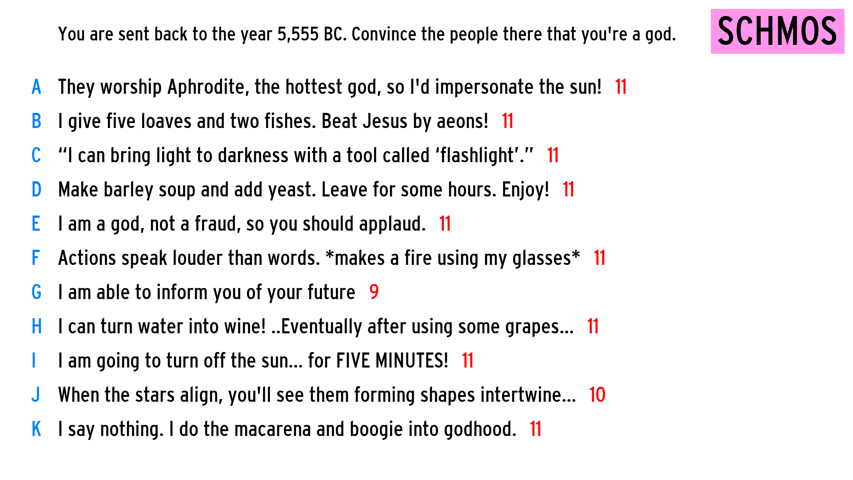 You are sent back to the year 5,555 BC. Convince the people there that you're a god.
SCHMOS
A They worship Aphrodite, the hottest god, so I'd impersonate the sun! 11
B I give five loaves and two fishes. Beat Jesus by aeons! 11
C “I can bring light to darkness with a tool called ‘flashlight’.” 11
D Make barley soup and add yeast. Leave for some hours. Enjoy! 11
E I am a god, not a fraud, so you should applaud. 11
F Actions speak louder than words. *makes a fire using my glasses* 11
G I am able to inform you of your future 9
H I can turn water into wine! ..Eventually after using some grapes... 11
I I am going to turn off the sun... for FIVE MINUTES! 11
J When the stars align, you'll see them forming shapes intertwine... 10
K I say nothing. I do the macarena and boogie into godhood. 11